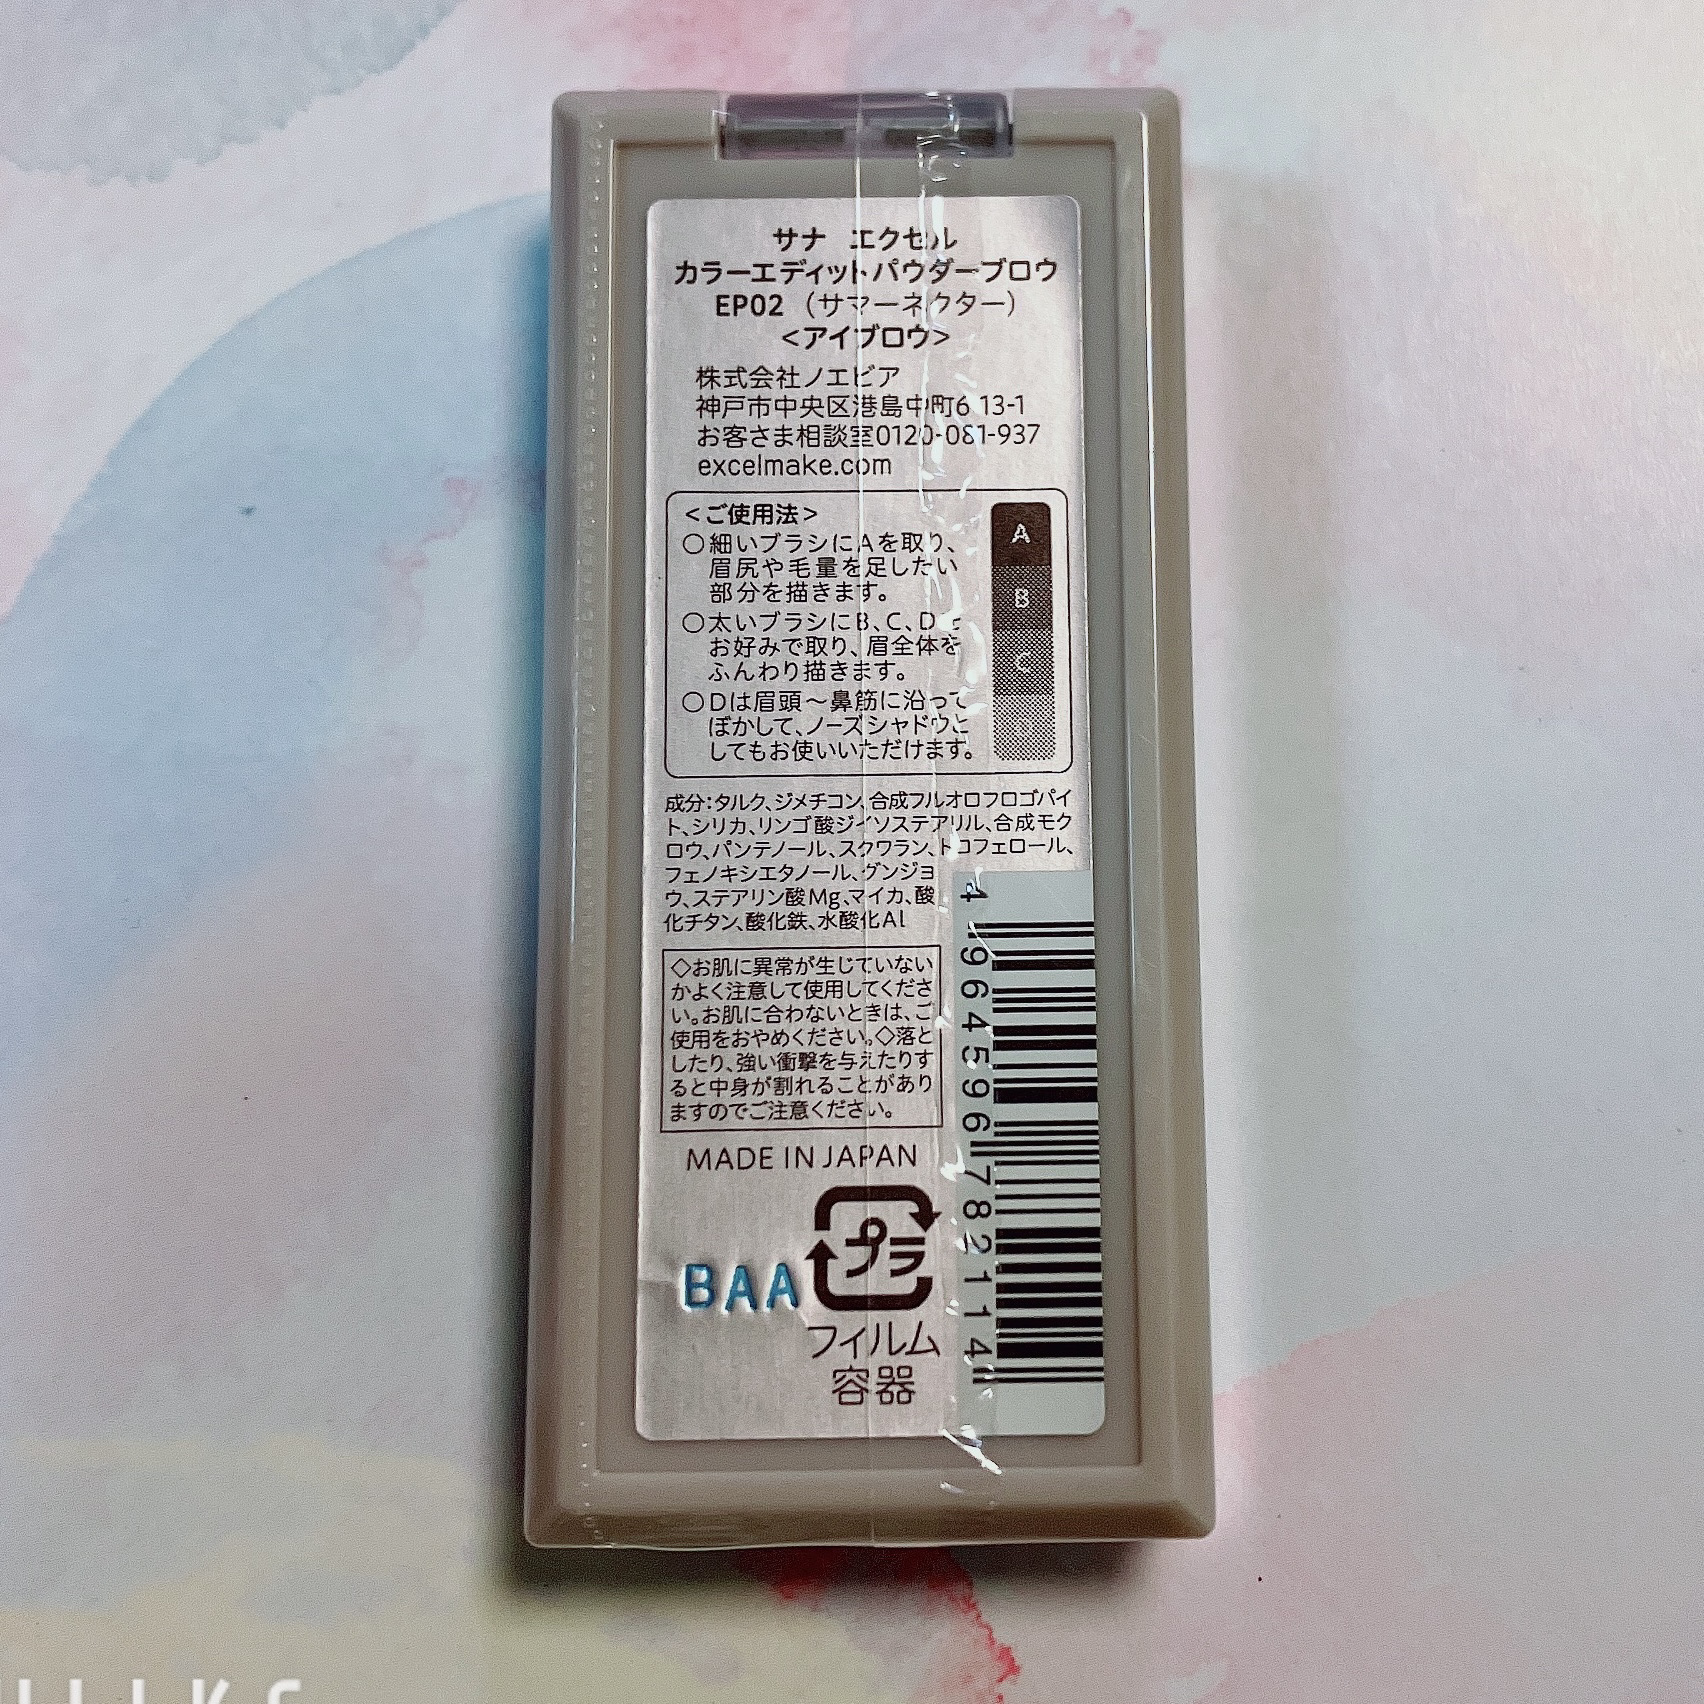 サナ エクセル
カラーエディットパウダーブロウ
EP02（サマーネクター）
<アイブロウ>
株式会社ノエビア
神戸市中央区港島中町6 13-1
お客さま相談室0120-081-937
excelmake.com
<ご使用法>
○細いブラシにAを取り、
眉尻や毛量を足したい
部分を描きます。
○太いブラシにB、C、Dを
お好みで取り、眉全体を
ふんわり描きます。
○Dは眉頭～鼻筋に沿って
ぼかして、ノーズシャドウと
してもお使いいただけます。
A
B
C
成分:タルク、ジメチコン、合成フルオロフロゴパイ
ト、シリカ、リンゴ酸ジイソステアリル、合成モク
ロウ、パンテノール、スクワラン、トコフェロール、
フェノキシエタノール、グンジョ
ウ、ステアリン酸Mg、マイカ、酸
化チタン、酸化鉄、水酸化Al
◇お肌に異常が生じていない
かよく注意して使用してくださ
い。お肌に合わないときは、ご
使用をおやめください。◇落と
したり、強い衝撃を与えたりす
ると中身が割れることがあり
ますのでご注意ください。
MADE IN JAPAN
プラ
BAA
フィルム
容器
4 964596 782114